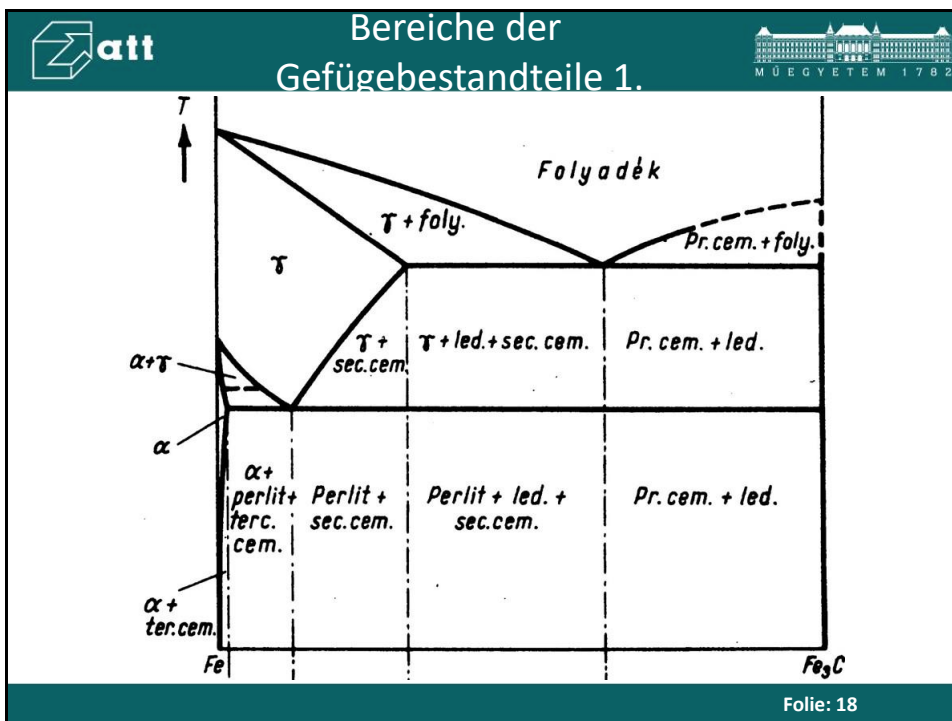 att
Bereiche der
Gefügebestandteile 1.
MŰEGYETEM 1782
T
Folyadék
γ + foly.
Pr. cem. + foly.
γ
γ +
sec. cem
γ + led. + sec. cem.
Pr. cem. + led.
α+γ
α
α+
perlit+
terc.
cem.
Perlit +
sec. cem.
Perlit + led. +
sec. cem.
Pr. cem. + led.
α+
ter. cem.
Fe
Fe₃C
Folie: 18